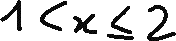 1 < x ≤ 2